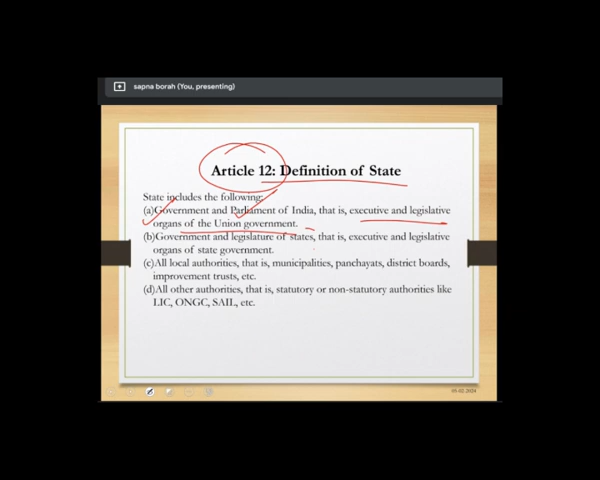 sapna borah (You, presenting)
Article 12: Definition of State
State includes the following:
(a)Government and Parliament of India, that is, executive and legislative
organs of the Union government.
(b)Government and legislature of states, that is, executive and legislative
organs of state government.
(c)All local authorities, that is, municipalities, panchayats, district boards,
improvement trusts, etc.
(d)All other authorities, that is, statutory or non-statutory authorities like
LIC, ONGC, SAIL, etc.
05-02-2024